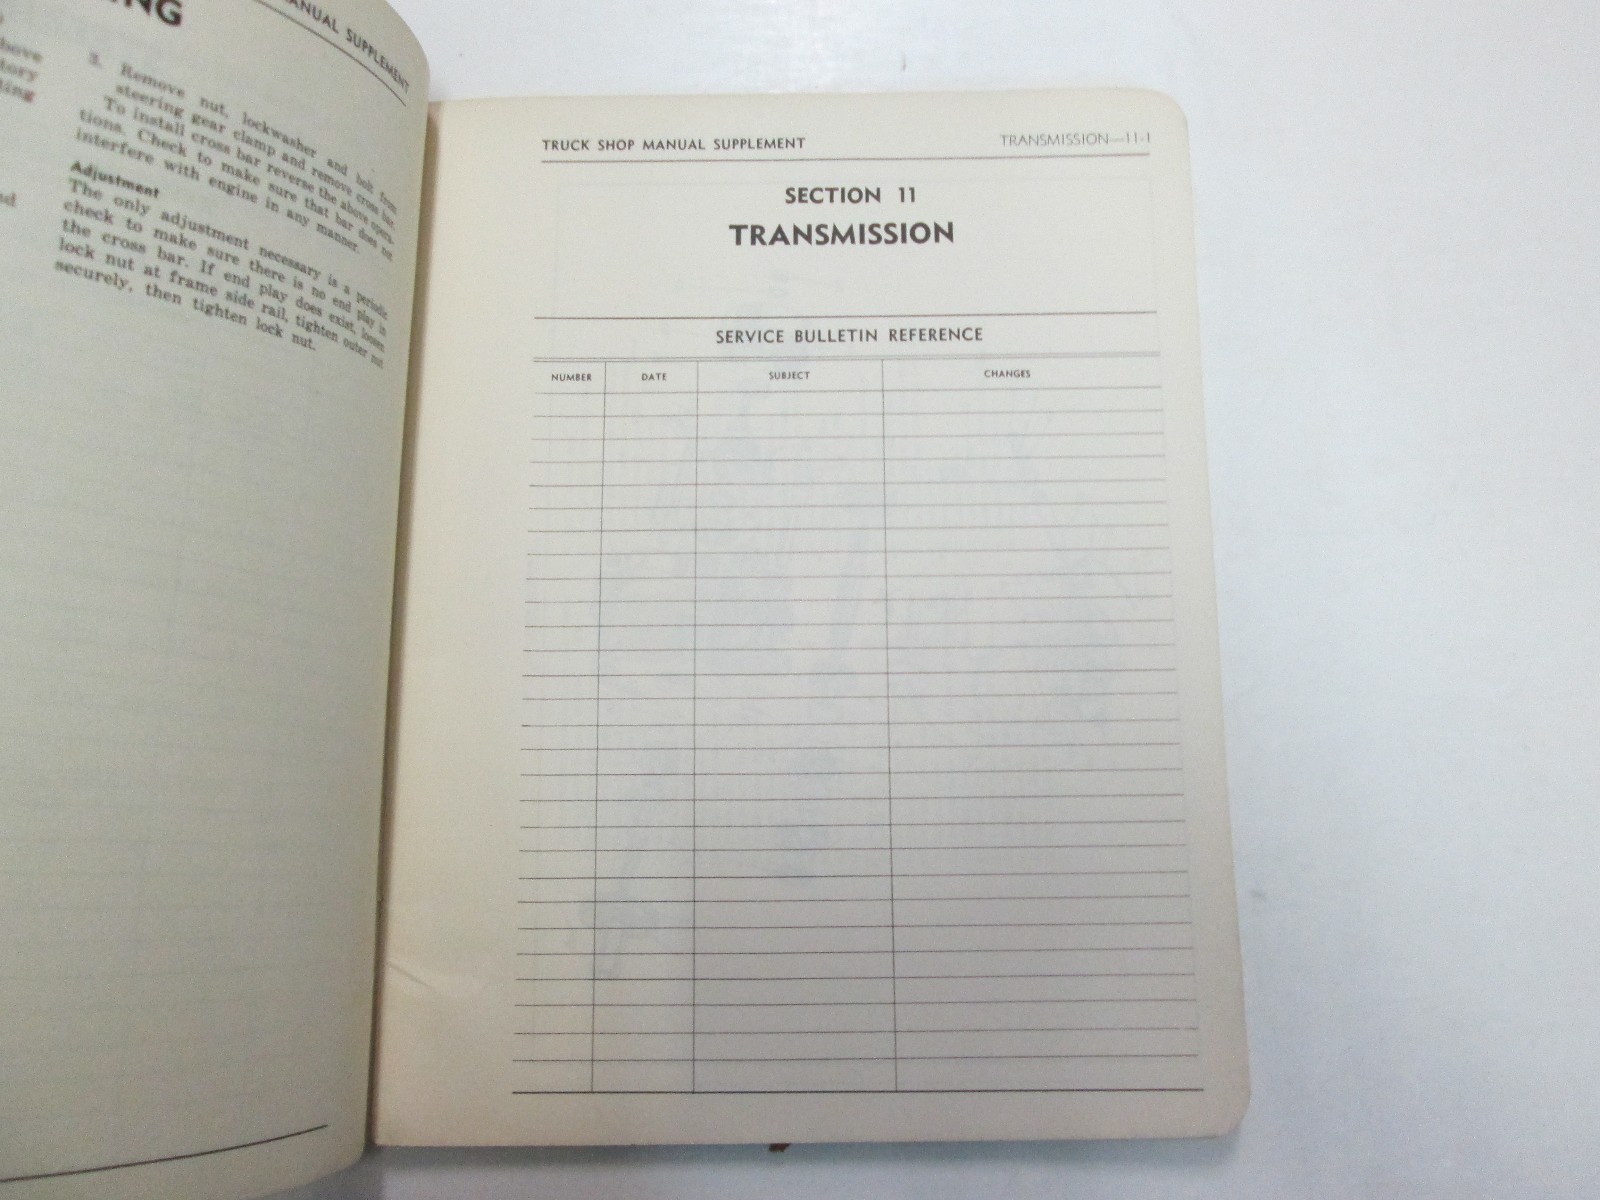 NG
MANUAL SUPPLEMENT
bove
tory
ting
ed
3. Remove nut, lockwasher and bolt from
steering gear clamp and remove cross bar.
To install cross bar reverse the above opera-
tions. Check to make sure that bar does not
interfere with engine in any manner.
Adjustment
The only adjustment necessary is a periodic
check to make sure there is no end play in
the cross bar. If end play does exist, loosen
lock nut at frame side rail, tighten outer nut
securely, then tighten lock nut.
TRUCK SHOP MANUAL SUPPLEMENT
TRANSMISSION—11-1
SECTION 11
TRANSMISSION
SERVICE BULLETIN REFERENCE
NUMBER DATE SUBJECT CHANGES